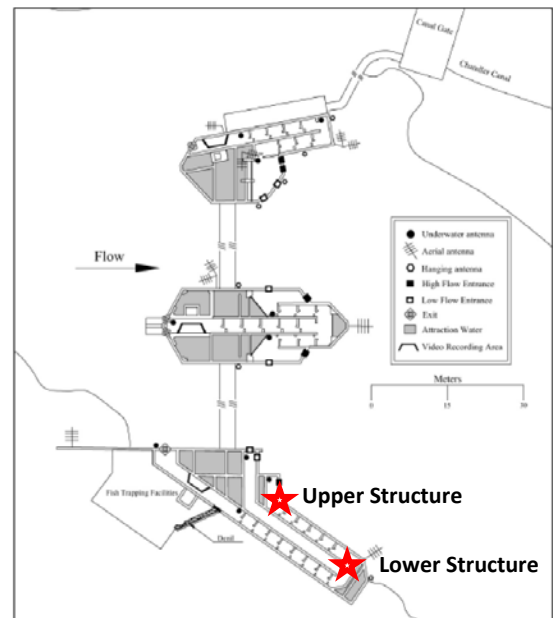 Canal Gate
Chandler Canal
Flow
Underwater antenna
Aerial antenna
Hanging antenna
High Flow Entrance
Low Flow Entrance
Exit
Attraction Water
Video Recording Area
Meters
0 15 30
Upper Structure
Fish Trapping Facilities
Denil
Lower Structure